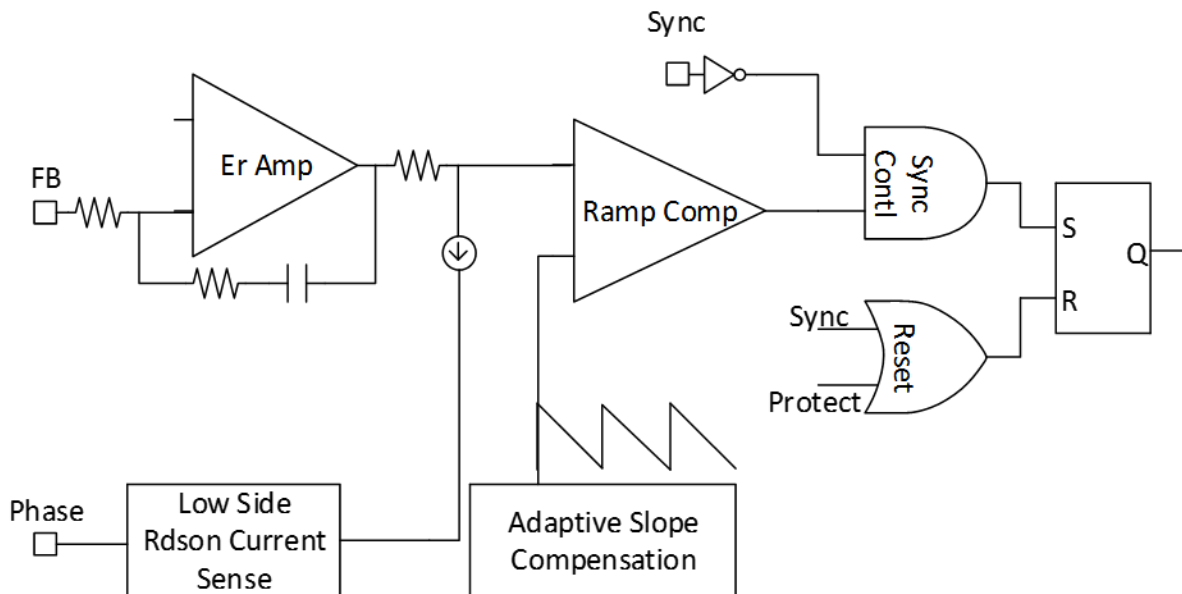 Sync
Er Amp
FB
Ramp Comp
Sync
Contl
S
Q
R
Sync
Reset
Protect
Phase
Low Side
Rdson Current
Sense
Adaptive Slope
Compensation